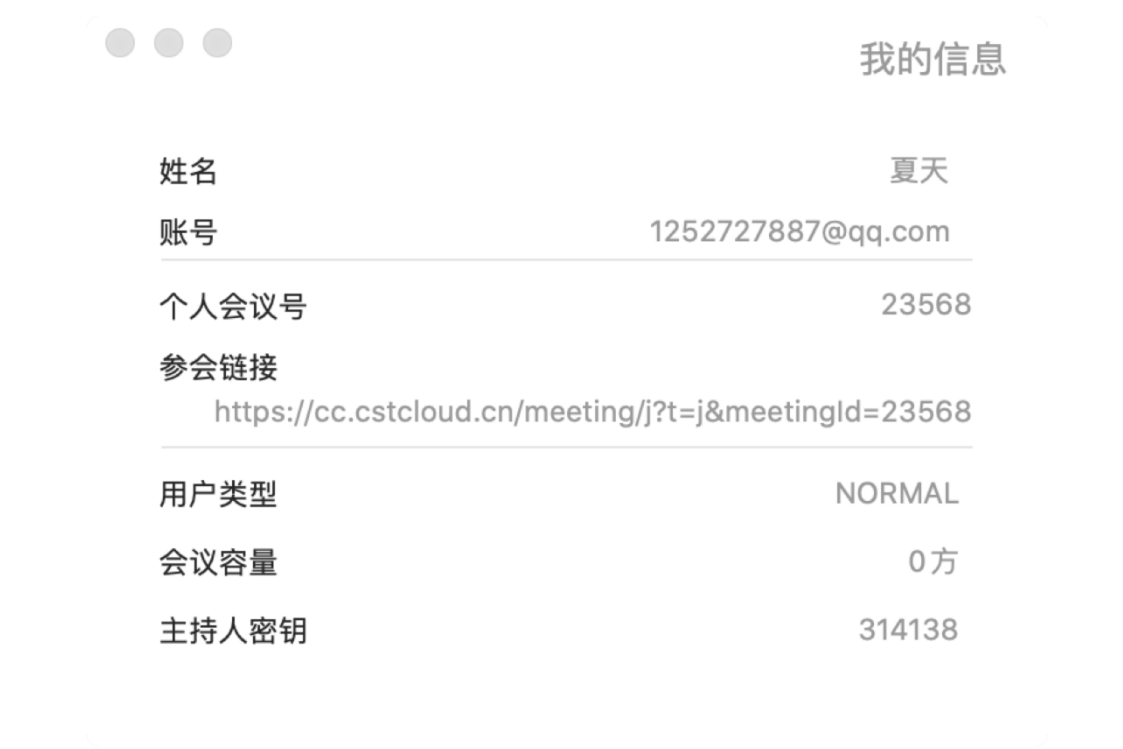 我的信息
姓名 夏天
账号 1252727887@qq.com
个人会议号 23568
参会链接
https://cc.cstcloud.cn/meeting/j?t=j&meetingId=23568
用户类型 NORMAL
会议容量 0方
主持人密钥 314138